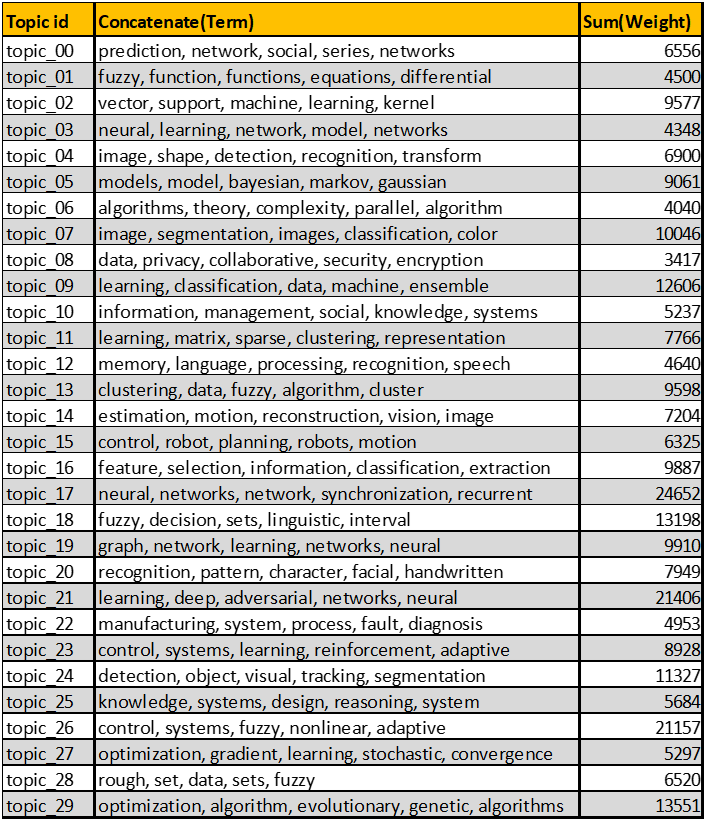 Topic id Concatenate(Term) Sum(Weight)
topic_00 prediction, network, social, series, networks 6556
topic_01 fuzzy, function, functions, equations, differential 4500
topic_02 vector, support, machine, learning, kernel 9577
topic_03 neural, learning, network, model, networks 4348
topic_04 image, shape, detection, recognition, transform 6900
topic_05 models, model, bayesian, markov, gaussian 9061
topic_06 algorithms, theory, complexity, parallel, algorithm 4040
topic_07 image, segmentation, images, classification, color 10046
topic_08 data, privacy, collaborative, security, encryption 3417
topic_09 learning, classification, data, machine, ensemble 12606
topic_10 information, management, social, knowledge, systems 5237
topic_11 learning, matrix, sparse, clustering, representation 7766
topic_12 memory, language, processing, recognition, speech 4640
topic_13 clustering, data, fuzzy, algorithm, cluster 9598
topic_14 estimation, motion, reconstruction, vision, image 7204
topic_15 control, robot, planning, robots, motion 6325
topic_16 feature, selection, information, classification, extraction 9887
topic_17 neural, networks, network, synchronization, recurrent 24652
topic_18 fuzzy, decision, sets, linguistic, interval 13198
topic_19 graph, network, learning, networks, neural 9910
topic_20 recognition, pattern, character, facial, handwritten 7949
topic_21 learning, deep, adversarial, networks, neural 21406
topic_22 manufacturing, system, process, fault, diagnosis 4953
topic_23 control, systems, learning, reinforcement, adaptive 8928
topic_24 detection, object, visual, tracking, segmentation 11327
topic_25 knowledge, systems, design, reasoning, system 5684
topic_26 control, systems, fuzzy, nonlinear, adaptive 21157
topic_27 optimization, gradient, learning, stochastic, convergence 5297
topic_28 rough, set, data, sets, fuzzy 6520
topic_29 optimization, algorithm, evolutionary, genetic, algorithms 13551